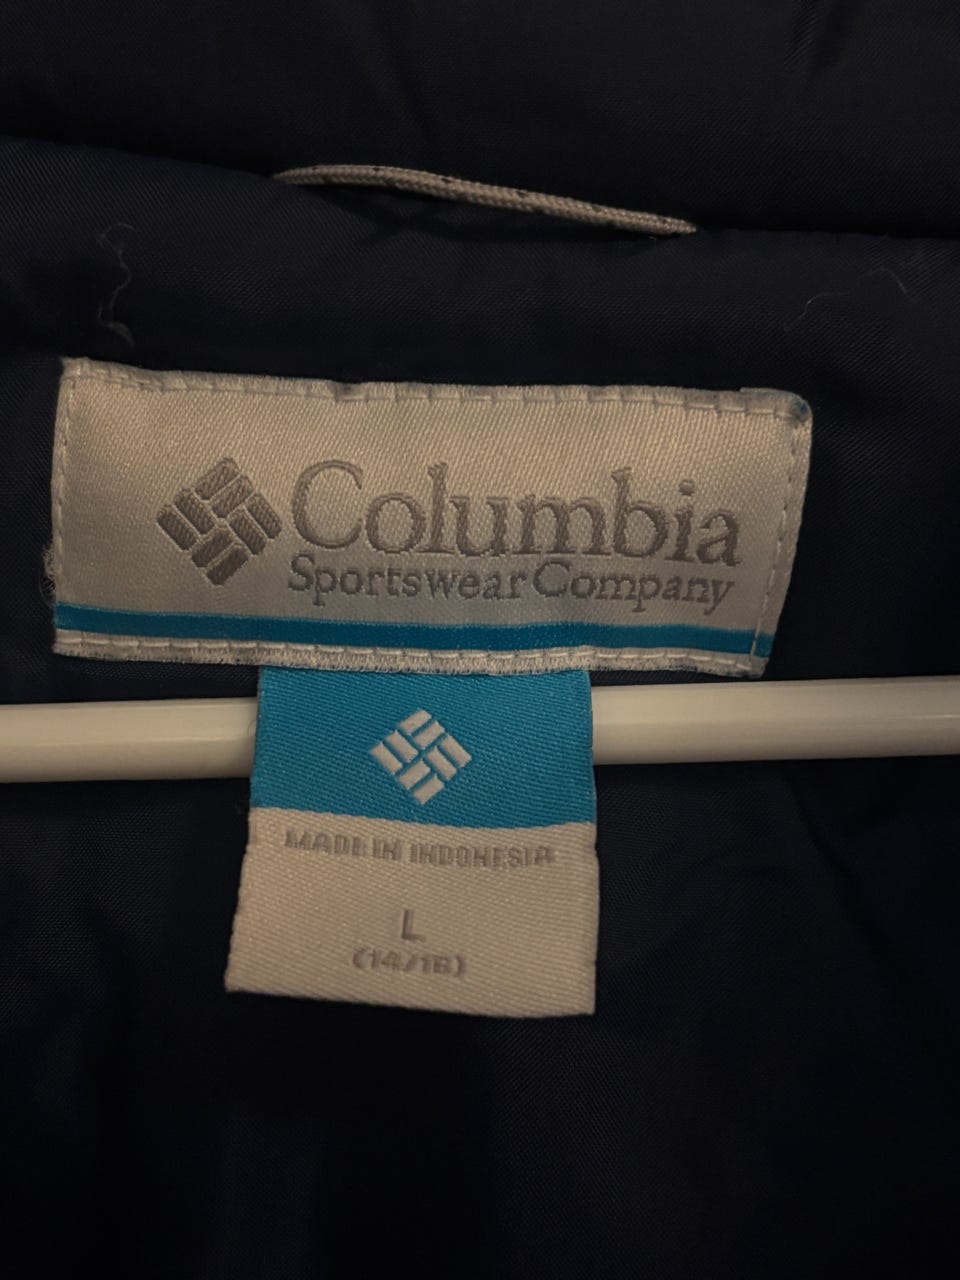 Columbia
Sportswear Company
MADE IN INDONESIA
L
(14/16)